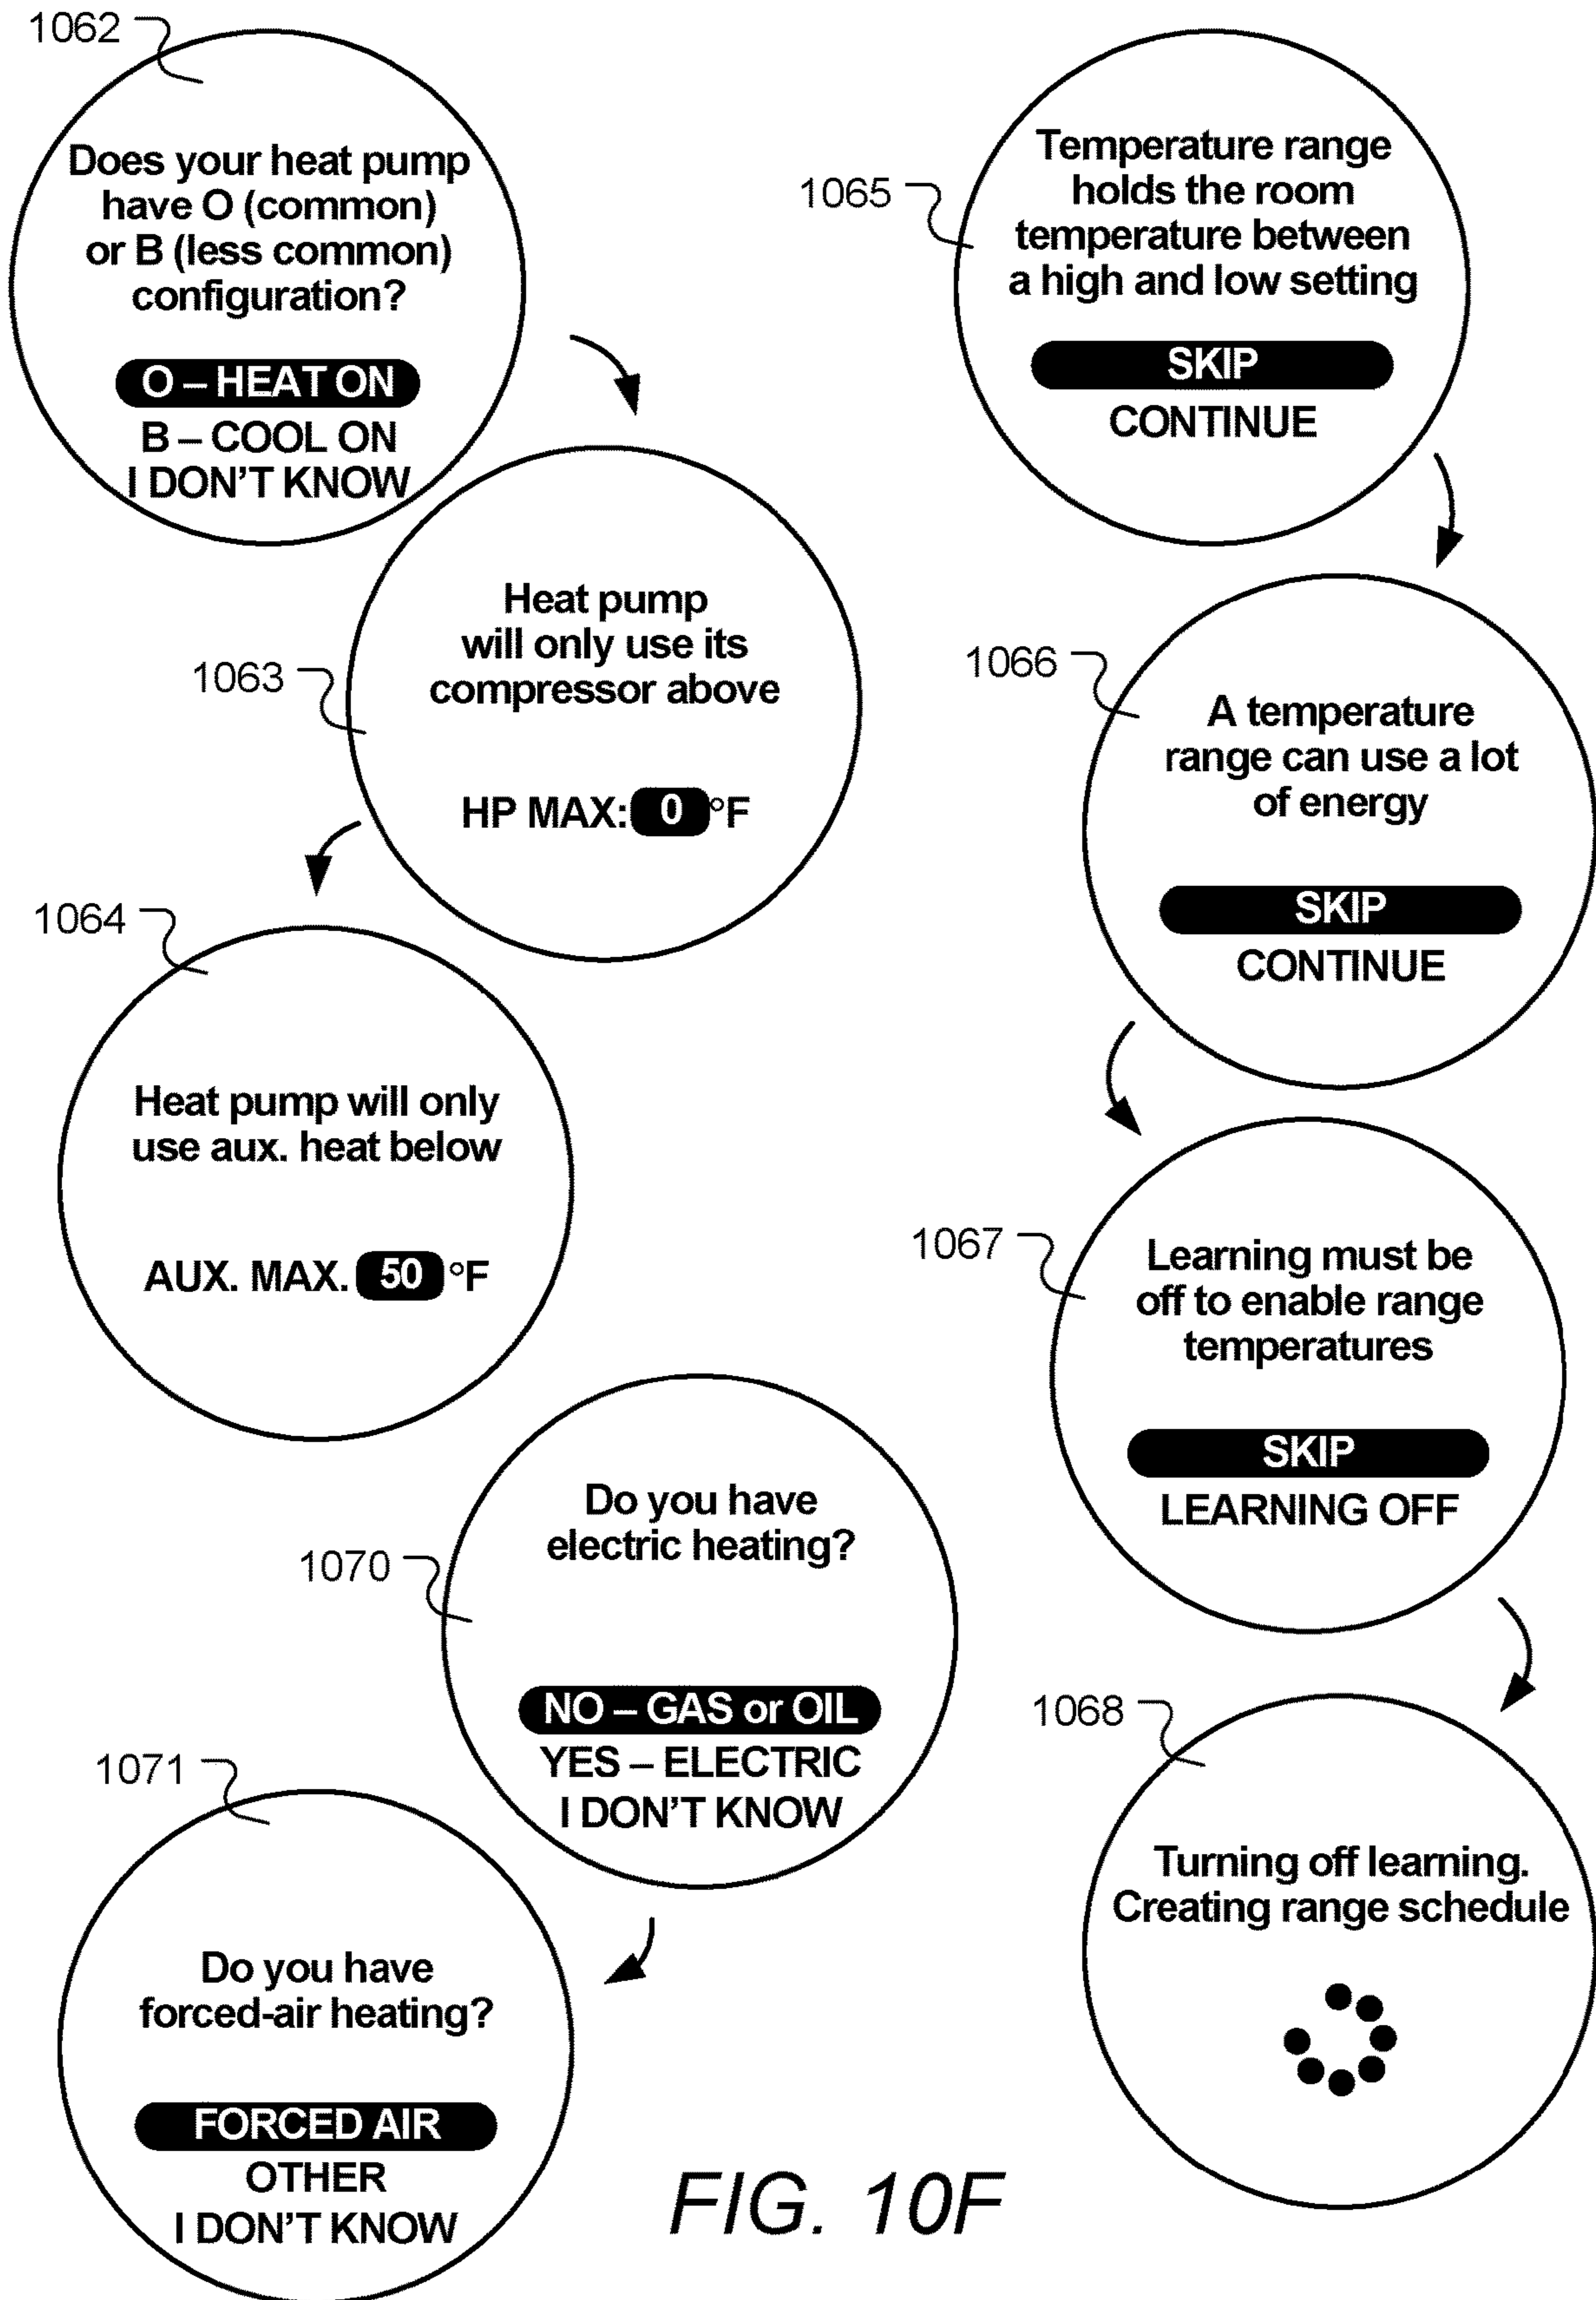 1062
Does your heat pump
have O (common)
or B (less common)
configuration?
O – HEAT ON
B – COOL ON
I DON'T KNOW
1063
Heat pump
will only use its
compressor above
HP MAX: 0 °F
1064
Heat pump will only
use aux. heat below
AUX. MAX. 50 °F
1070
Do you have
electric heating?
NO – GAS or OIL
YES – ELECTRIC
I DON'T KNOW
1071
Do you have
forced-air heating?
FORCED AIR
OTHER
I DON'T KNOW
1065
Temperature range
holds the room
temperature between
a high and low setting
SKIP
CONTINUE
1066
A temperature
range can use a lot
of energy
SKIP
CONTINUE
1067
Learning must be
off to enable range
temperatures
SKIP
LEARNING OFF
1068
Turning off learning.
Creating range schedule
FIG. 10F